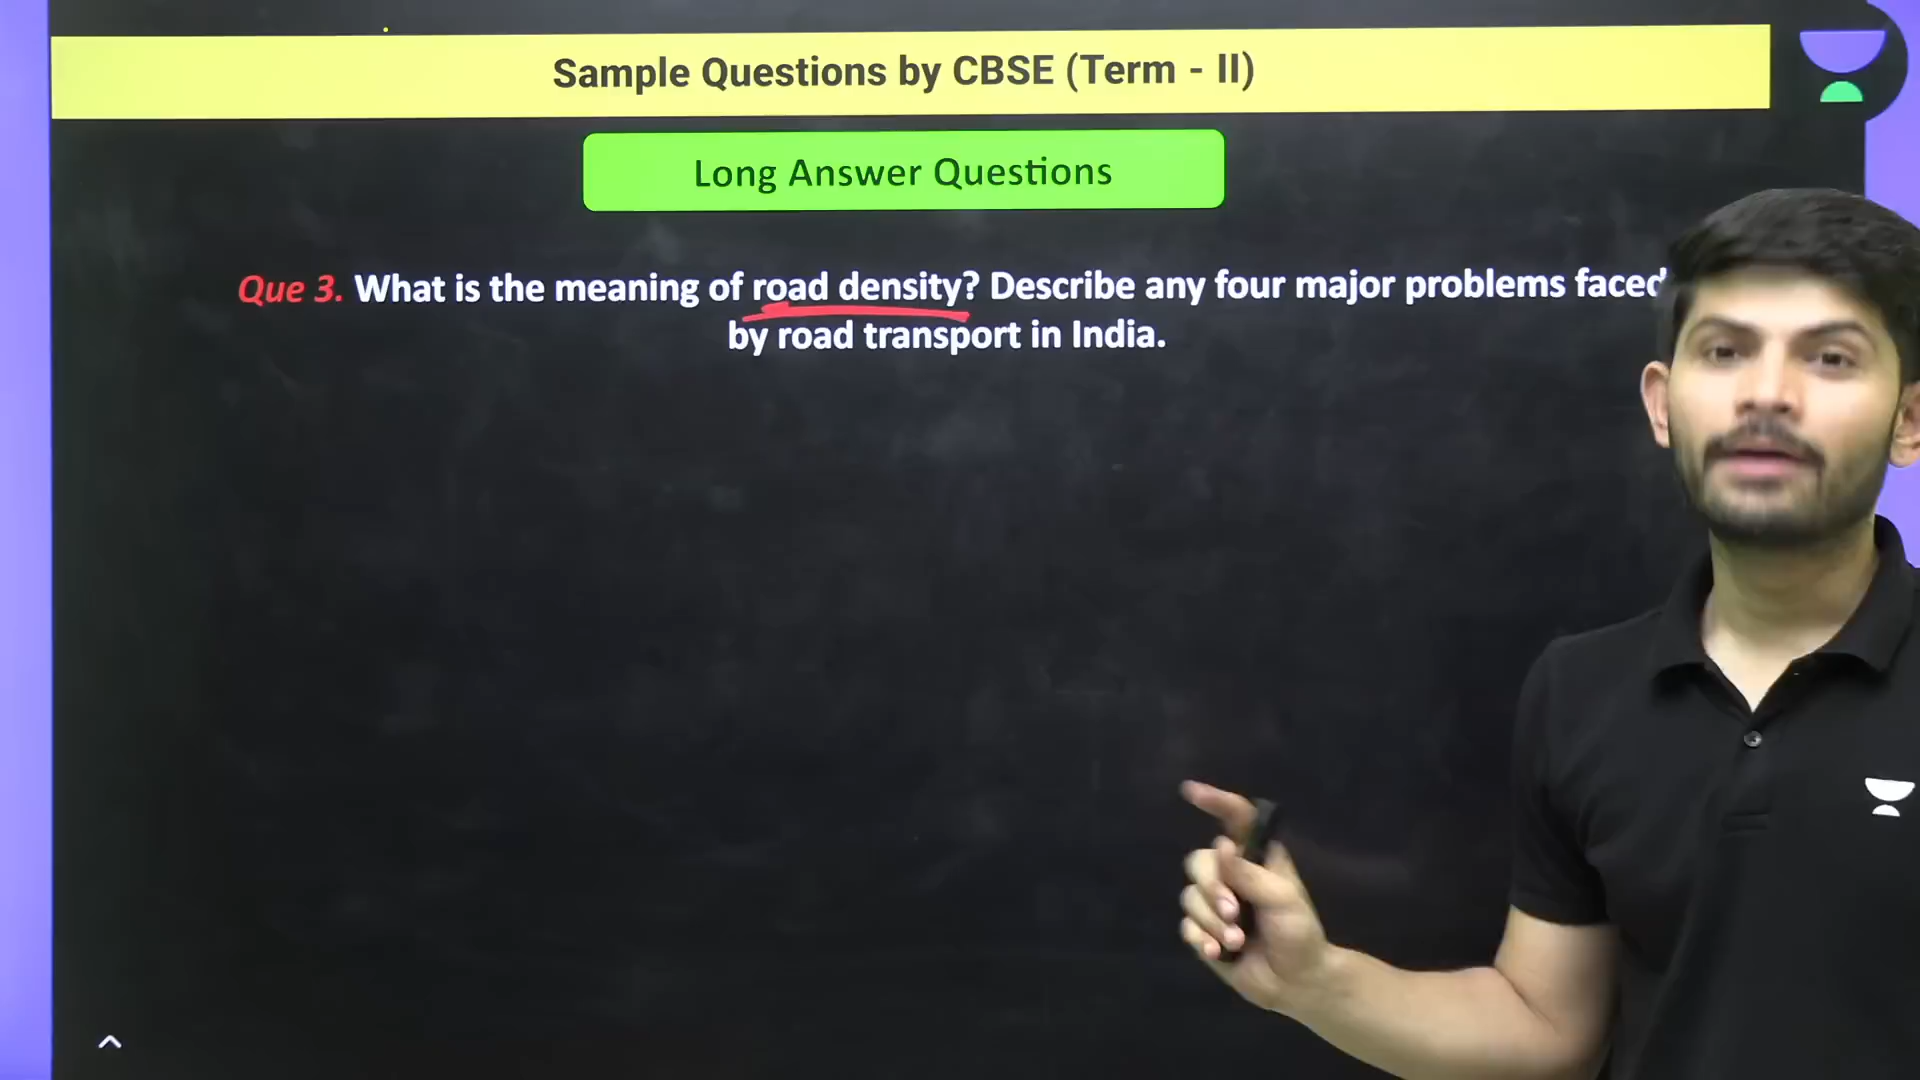 Sample Questions by CBSE (Term - II)
Long Answer Questions
Que 3. What is the meaning of road density? Describe any four major problems faced
by road transport in India.